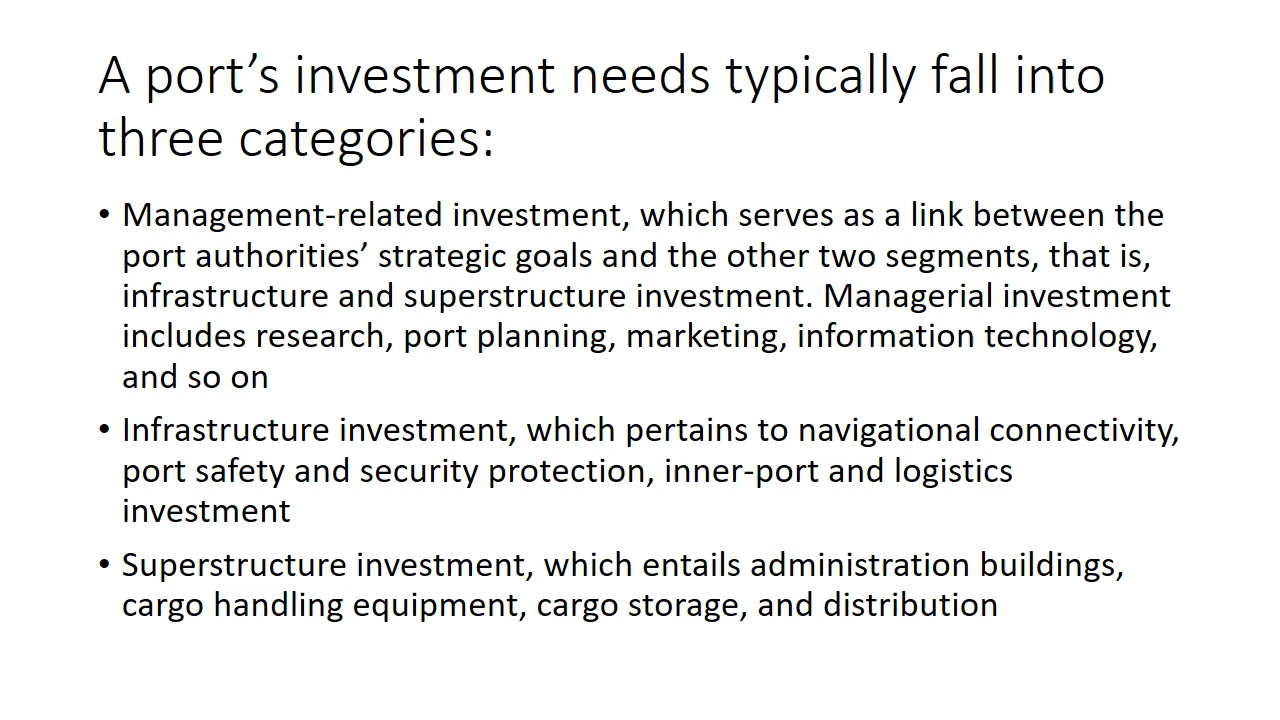 A port’s investment needs typically fall into
three categories:
• Management-related investment, which serves as a link between the
port authorities’ strategic goals and the other two segments, that is,
infrastructure and superstructure investment. Managerial investment
includes research, port planning, marketing, information technology,
and so on
• Infrastructure investment, which pertains to navigational connectivity,
port safety and security protection, inner-port and logistics
investment
• Superstructure investment, which entails administration buildings,
cargo handling equipment, cargo storage, and distribution